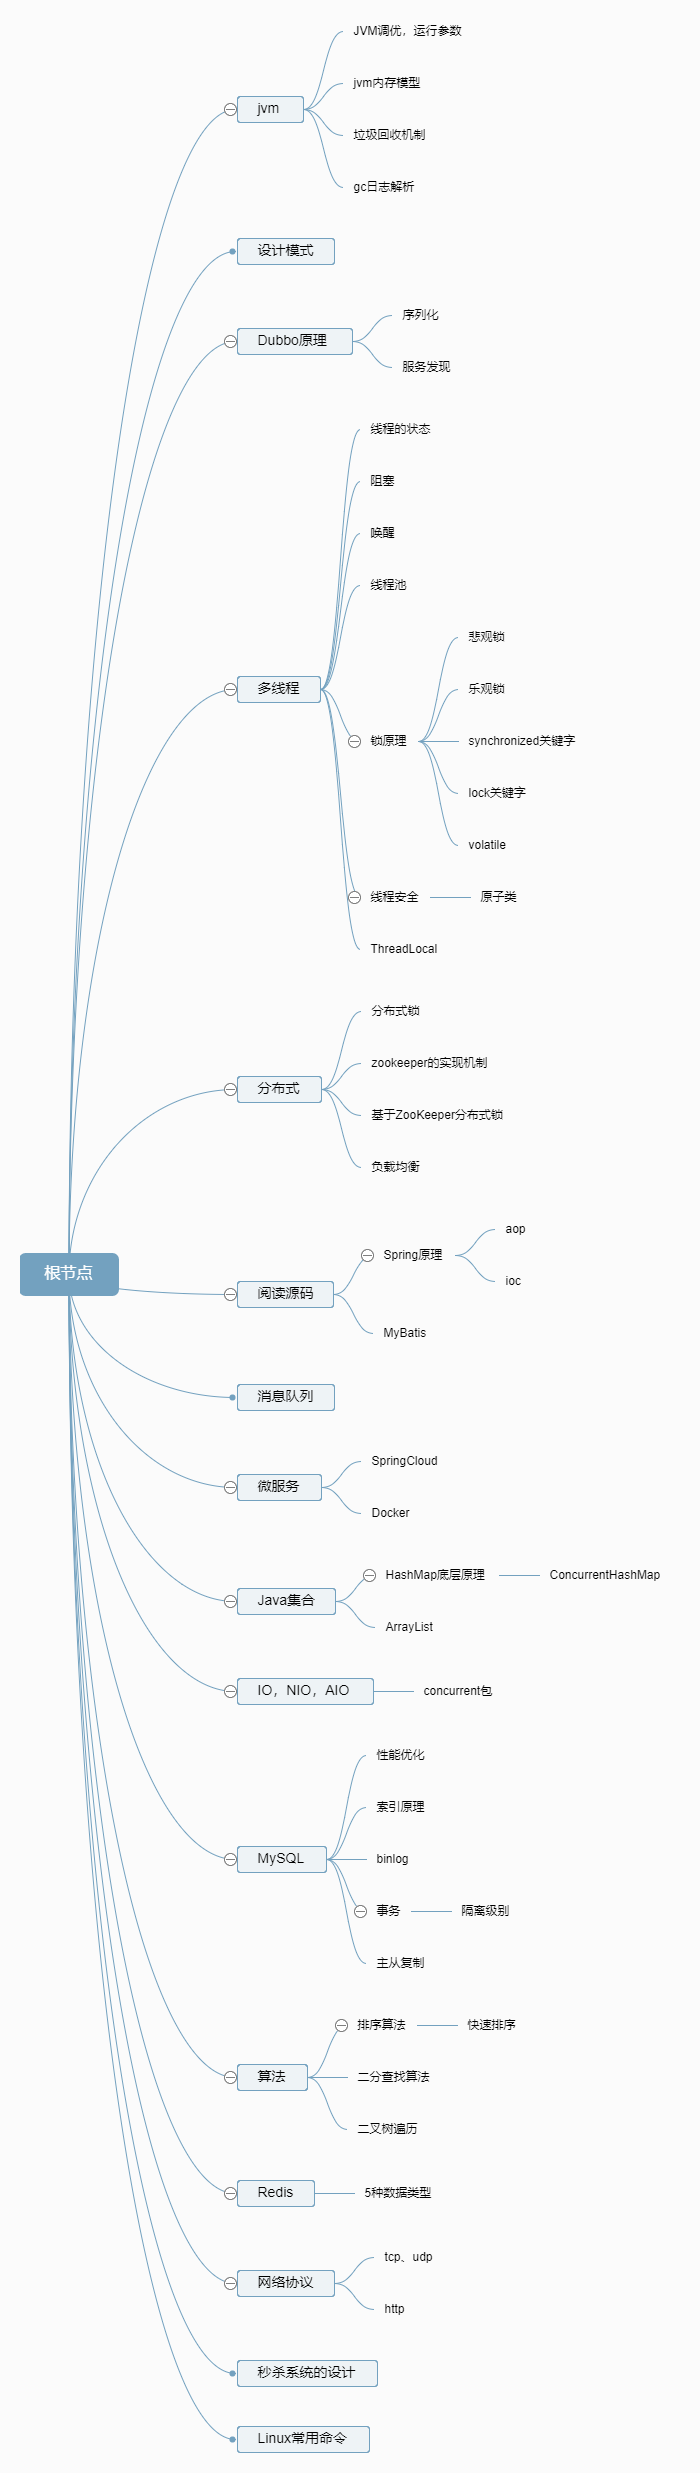 JVM调优，运行参数
jvm内存模型
jvm
垃圾回收机制
gc日志解析
设计模式
序列化
Dubbo原理
服务发现
线程的状态
阻塞
唤醒
线程池
悲观锁
多线程
乐观锁
锁原理
synchronized关键字
lock关键字
volatile
线程安全
原子类
ThreadLocal
分布式锁
zookeeper的实现机制
分布式
基于ZooKeeper分布式锁
负载均衡
aop
Spring原理
根节点
ioc
阅读源码
MyBatis
消息队列
SpringCloud
微服务
Docker
HashMap底层原理
ConcurrentHashMap
Java集合
ArrayList
IO，NIO，AIO
concurrent包
性能优化
索引原理
MySQL
binlog
事务
隔离级别
主从复制
排序算法
快速排序
算法
二分查找算法
二叉树遍历
Redis
5种数据类型
tcp、udp
网络协议
http
秒杀系统的设计
Linux常用命令